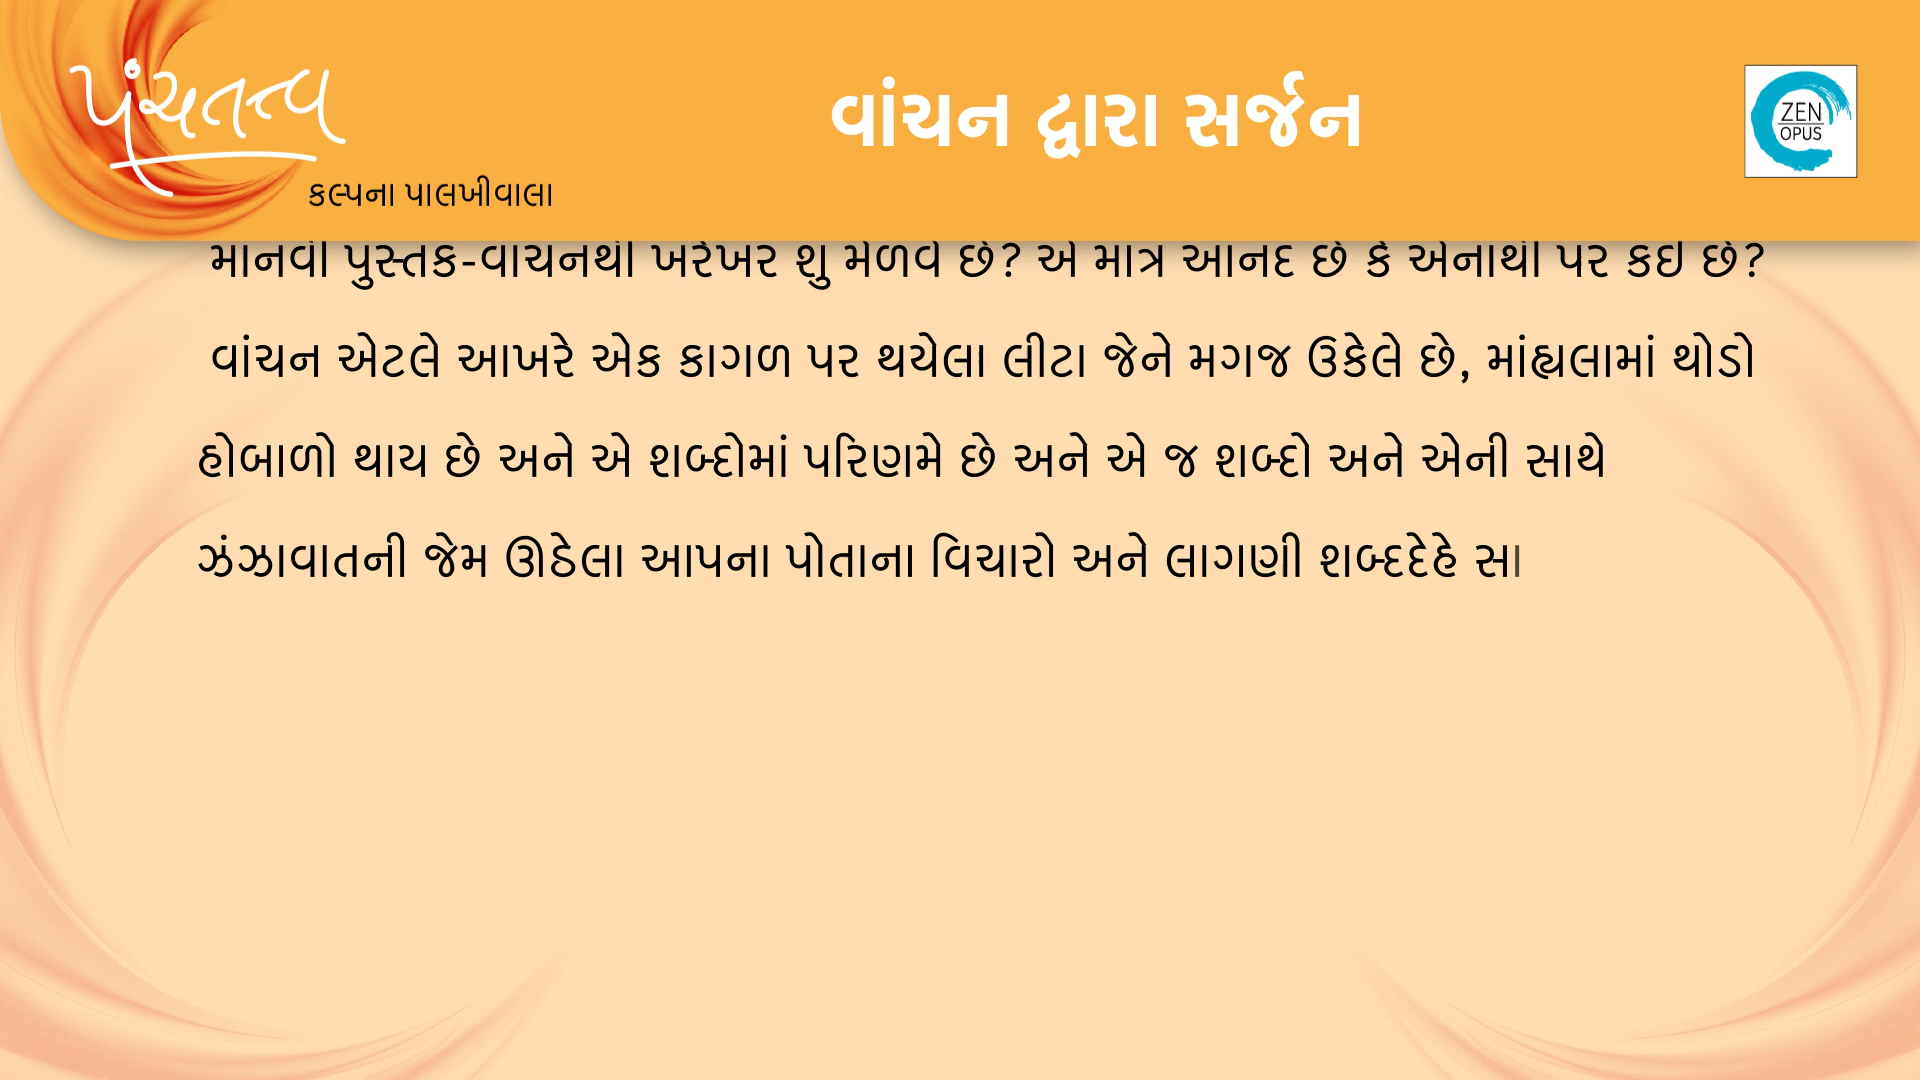 પંચતત્ત્વ
વાંચન દ્વારા સર્જન
ZEN
OPUS
કલ્પના પાલખીવાલા
માનવી પુસ્તક-વાંચનથી ખરેખર શું મેળવે છે? એ માત્ર આનંદ છે કે એનાથી પર કંઇ છે?
વાંચન એટલે આખરે એક કાગળ પર થયેલા લીટા જેને મગજ ઉકેલે છે, માંહ્યલામાં થોડો
હોબાળો થાય છે અને એ શબ્દોમાં પરિણમે છે અને એ જ શબ્દો અને એની સાથે
ઝંઝાવાતની જેમ ઊઠેલા આપના પોતાના વિચારો અને લાગણી શબ્દદેહે સા